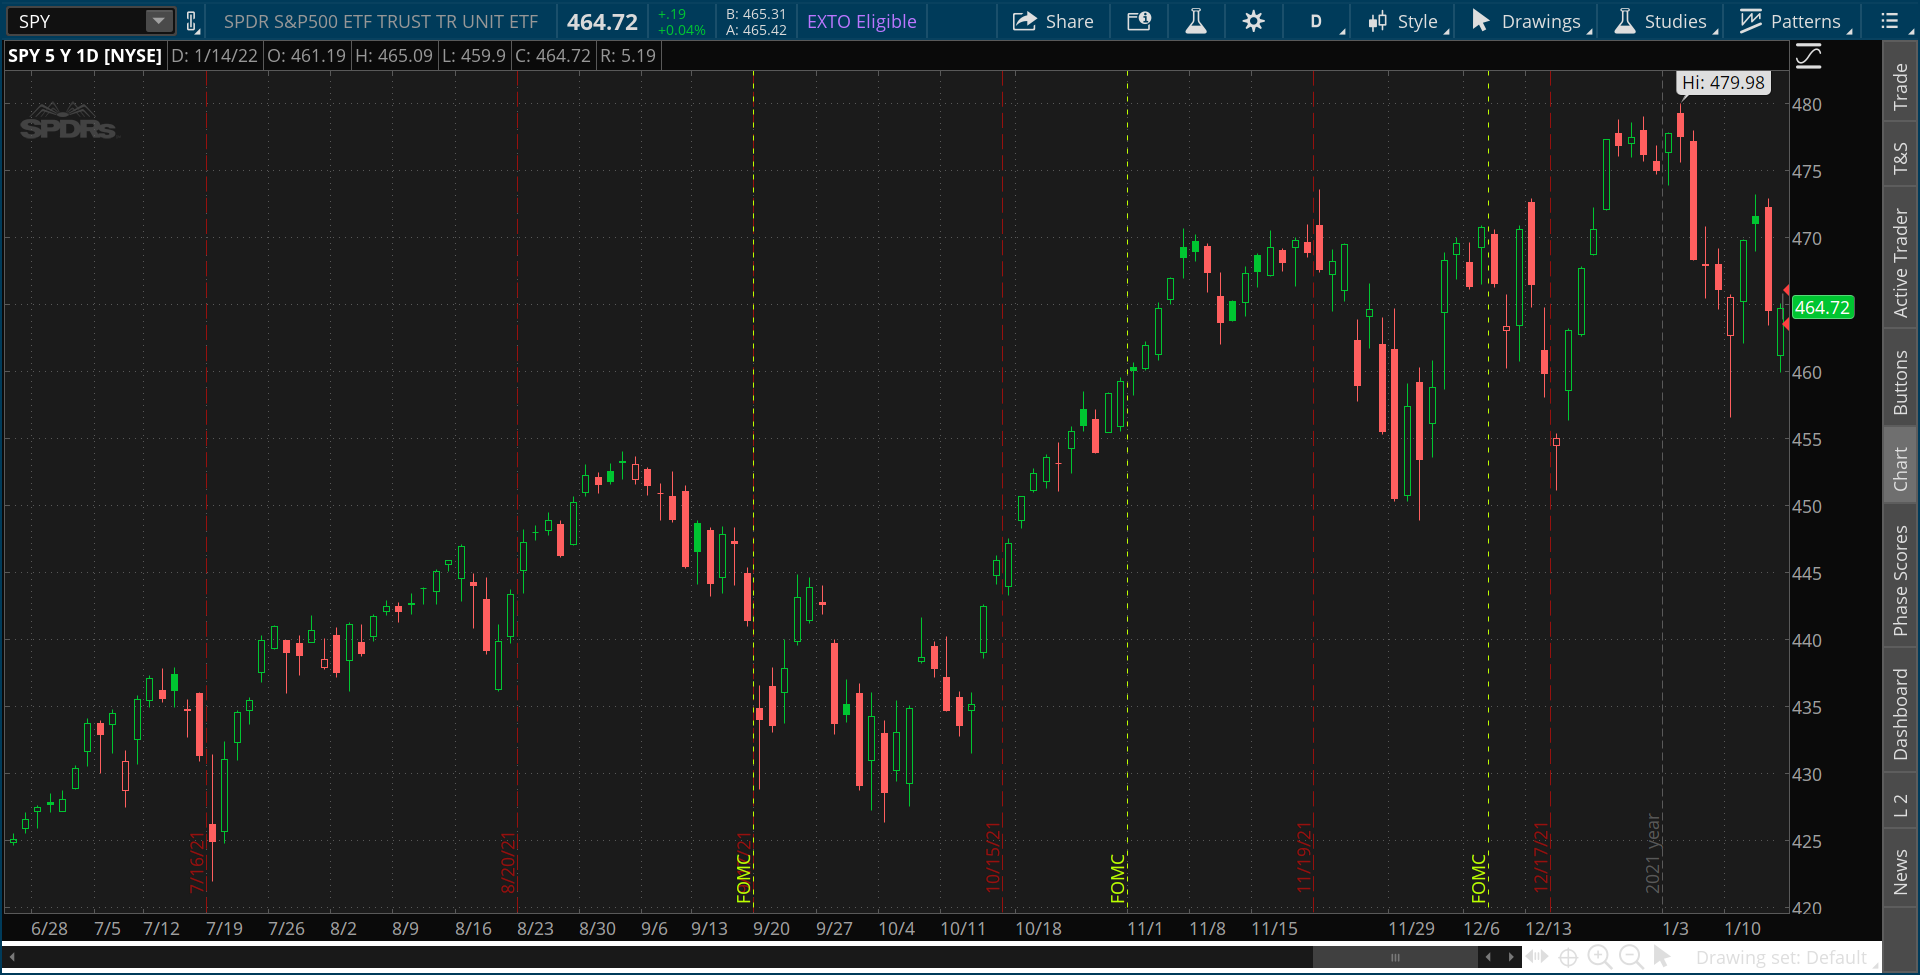 SPY
SPDR S&P500 ETF TRUST TR UNIT ETF
464.72
+.19
+0.04%
B: 465.31
A: 465.42
EXTO Eligible
Share
D
Style
Drawings
Studies
Patterns
SPY 5 Y 1D [NYSE]
D: 1/14/22
O: 461.19
H: 465.09
L: 459.9
C: 464.72
R: 5.19
SPDRs
Hi: 479.98
480
475
470
464.72
460
455
450
445
440
435
430
425
420
7/16/21
8/20/21
FOMC
10/15/21
FOMC
11/19/21
FOMC
12/17/21
2021 year
6/28
7/5
7/12
7/19
7/26
8/2
8/9
8/16
8/23
8/30
9/6
9/13
9/20
9/27
10/4
10/11
10/18
11/1
11/8
11/15
11/29
12/6
12/13
1/3
1/10
Drawing set: Default
Trade
T&S
Active Trader
Buttons
Chart
Phase Scores
Dashboard
L 2
News